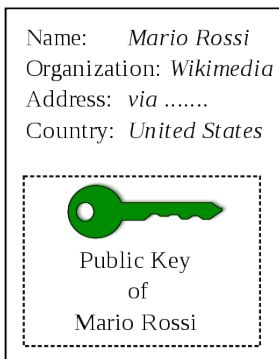 Name: Mario Rossi
Organization: Wikimedia
Address: via .......
Country: United States
Public Key
of
Mario Rossi